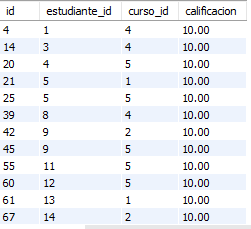 id estudiante_id curso_id calificacion
4 1 4 10.00
14 3 4 10.00
20 4 5 10.00
21 5 1 10.00
25 5 5 10.00
39 8 4 10.00
42 9 2 10.00
45 9 5 10.00
55 11 5 10.00
60 12 5 10.00
61 13 1 10.00
67 14 2 10.00